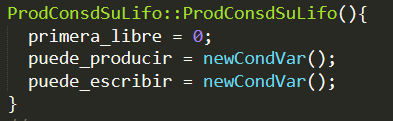 ProdConsdSuLifo::ProdConsdSuLifo(){
primera_libre = 0;
puede_producir = newCondVar();
puede_escribir = newCondVar();
}